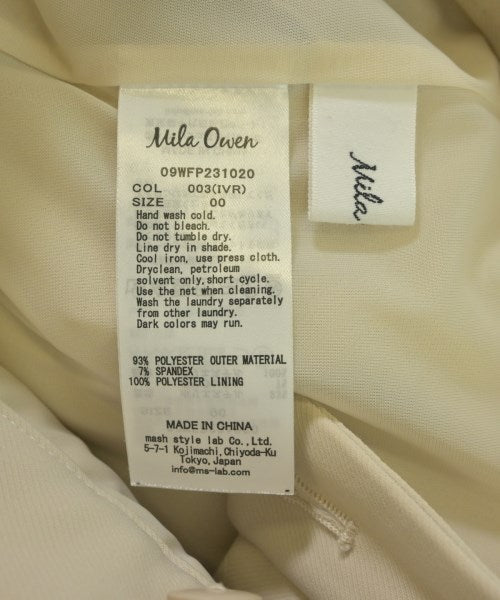 Mila Owen
09WFP231020
COL 003(IVR)
SIZE 00
Hand wash cold.
Do not bleach.
Do not tumble dry.
Line dry in shade.
Cool iron, use press cloth.
Dryclean, petroleum
solvent only,short cycle.
Use the net when cleaning.
Wash the laundry separately
from other laundry.
Dark colors may run.
93% POLYESTER OUTER MATERIAL
7% SPANDEX
100% POLYESTER LINING
MADE IN CHINA
mash style lab Co.,Ltd.
5-7-1 Kojimachi,Chiyoda-Ku
Tokyo,Japan
info@ms-lab.com
Mila